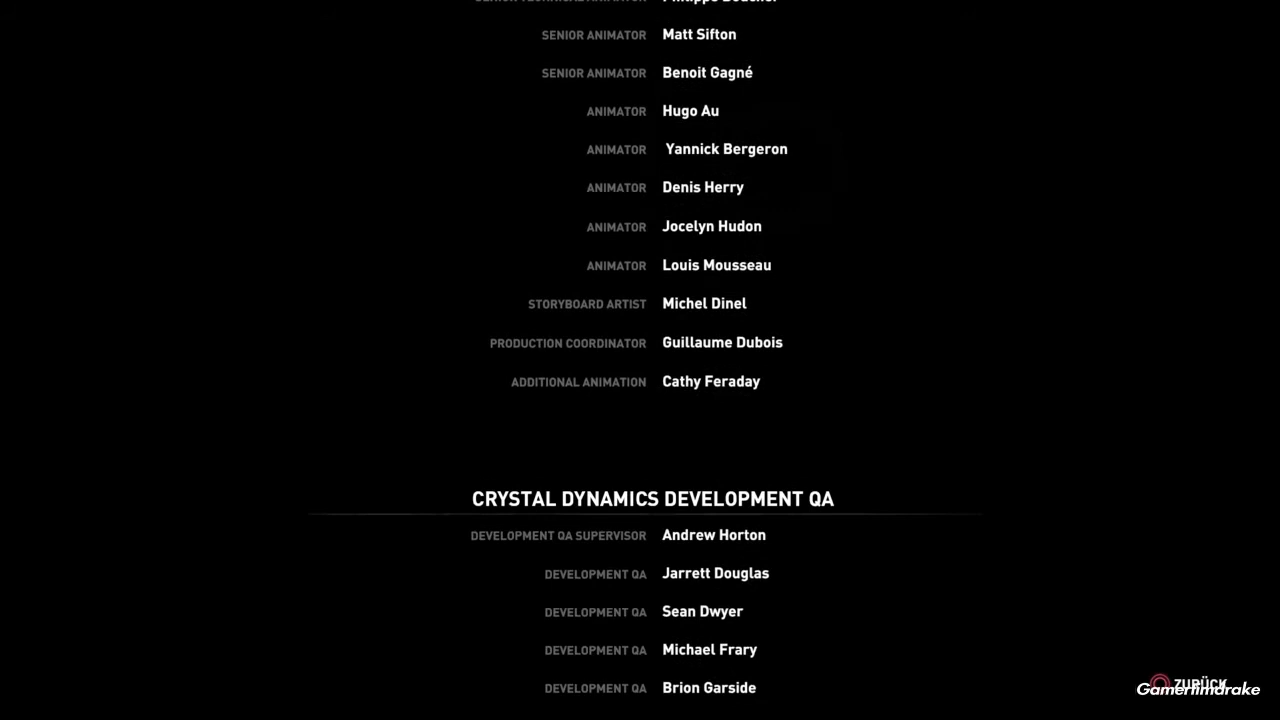 SENIOR ANIMATOR Matt Sifton
SENIOR ANIMATOR Benoit Gagné
ANIMATOR Hugo Au
ANIMATOR Yannick Bergeron
ANIMATOR Denis Herry
ANIMATOR Jocelyn Hudon
ANIMATOR Louis Mousseau
STORYBOARD ARTIST Michel Dinel
PRODUCTION COORDINATOR Guillaume Dubois
ADDITIONAL ANIMATION Cathy Feraday
CRYSTAL DYNAMICS DEVELOPMENT QA
DEVELOPMENT QA SUPERVISOR Andrew Horton
DEVELOPMENT QA Jarrett Douglas
DEVELOPMENT QA Sean Dwyer
DEVELOPMENT QA Michael Frary
DEVELOPMENT QA Brion Garside
ZURÜCK
Gamertimdrake